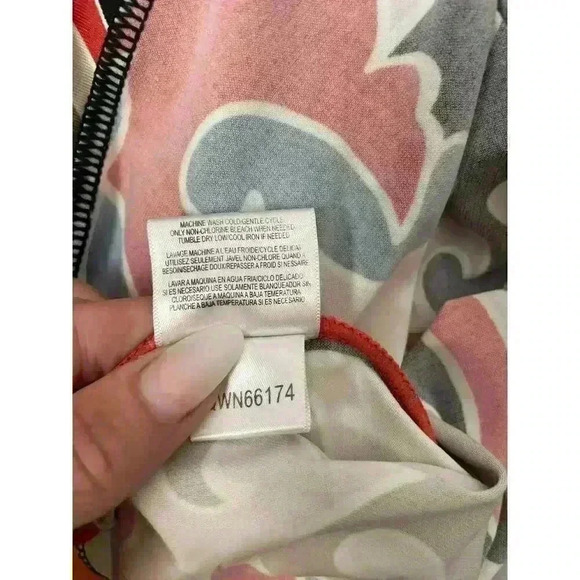 MACHINE WASH COLD/GENTLE CYCLE
ONLY NON-CHLORINE BLEACH WHEN NEEDED
TUMBLE DRY LOW/COOL IRON IF NEEDED
LAVAGE MACHINE A L'EAU FROIDE/CYCLE DELICAT
UTILISEZ SEULEMENT JAVEL NON-CHLORE QUAND
BESOIN/SECHAGE DOUX/REPASSER A FROID SI NECESSAIRE
LAVAR A MAQUINA EN AGUA FRIA/CICLO DELICADO
SI ES NECESARIO USE SOLAMENTE BLANQUEADOR SIN
CLORO/SEQUE A MAQUINA A BAJA TEMPERATURA
PLANCHE A BAJA TEMPERATURA SI ES NECESARIO
WN66174